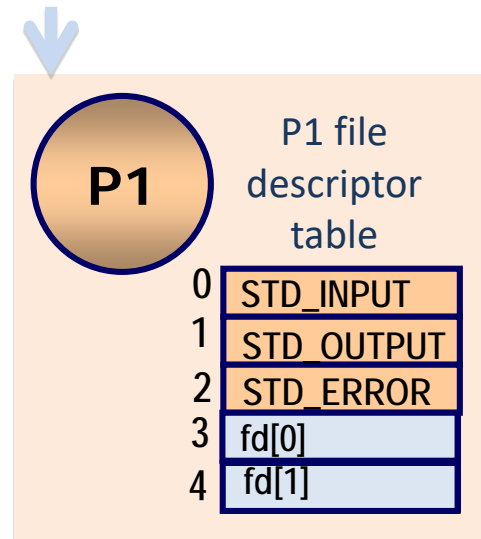 P1
P1 file
descriptor
table
0 STD_INPUT
1 STD_OUTPUT
2 STD_ERROR
3 fd[0]
4 fd[1]